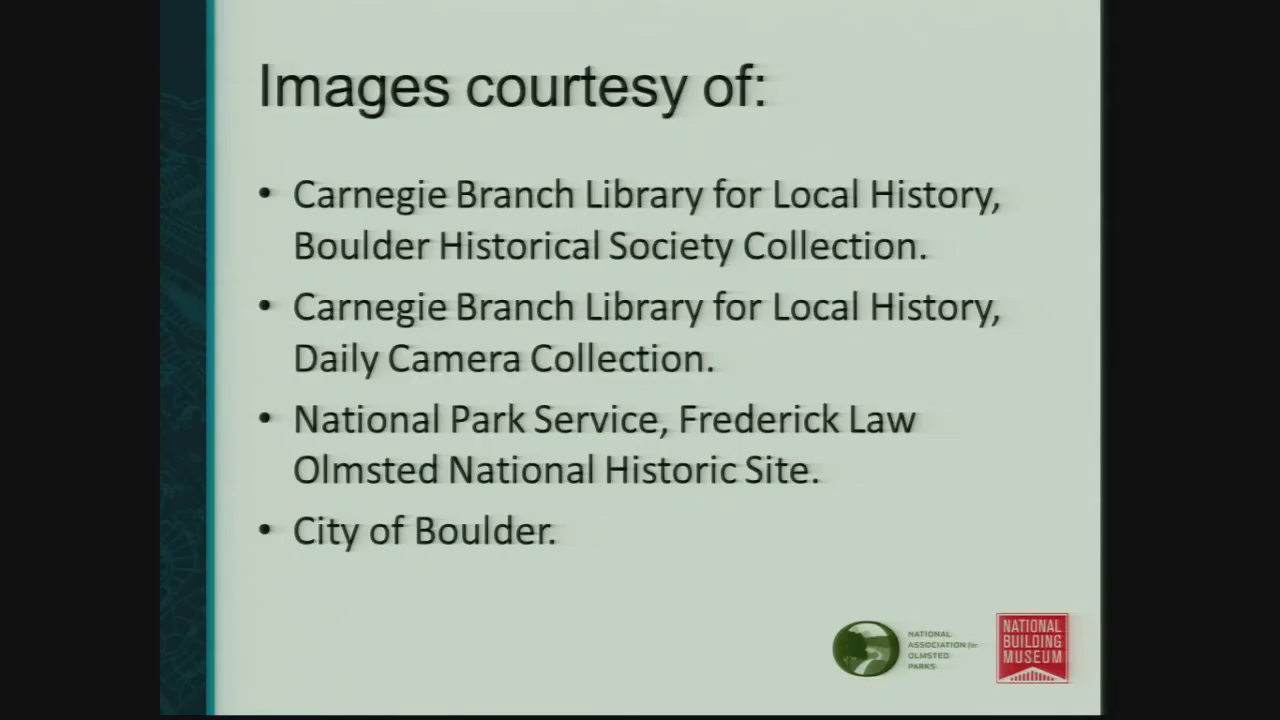 Images courtesy of:
• Carnegie Branch Library for Local History,
Boulder Historical Society Collection.
• Carnegie Branch Library for Local History,
Daily Camera Collection.
• National Park Service, Frederick Law
Olmsted National Historic Site.
• City of Boulder.
NATIONAL
ASSOCIATION for
OLMSTED
PARKS
NATIONAL
BUILDING
MUSEUM